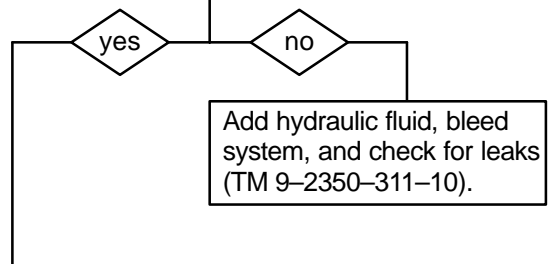 yes
no
Add hydraulic fluid, bleed
system, and check for leaks
(TM 9–2350–311–10).